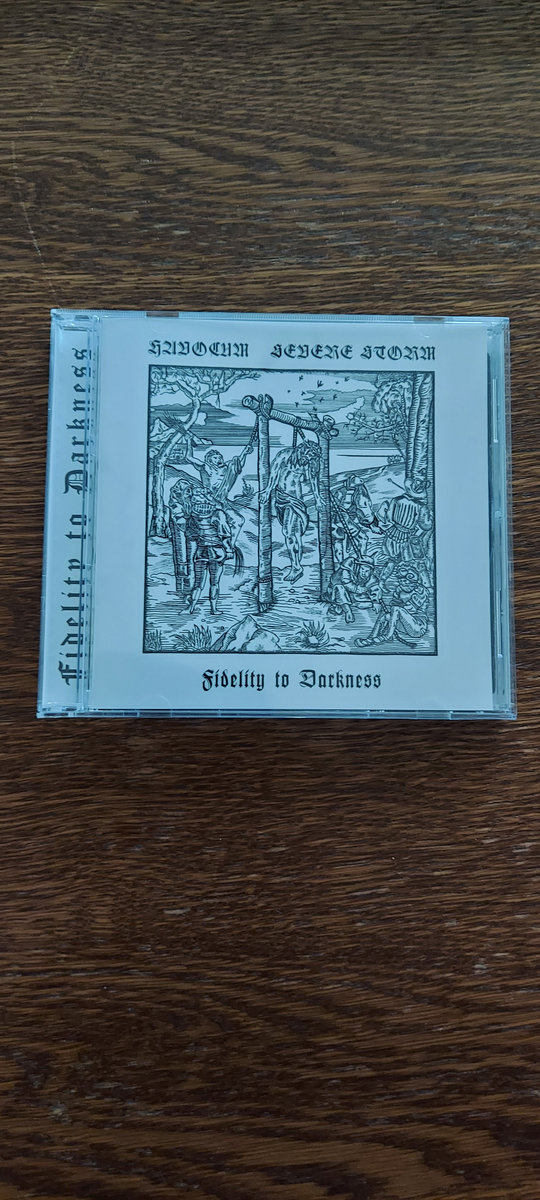 Fidelity to Darkness
HAVOCUM SEVERE STORM
Fidelity to Darkness